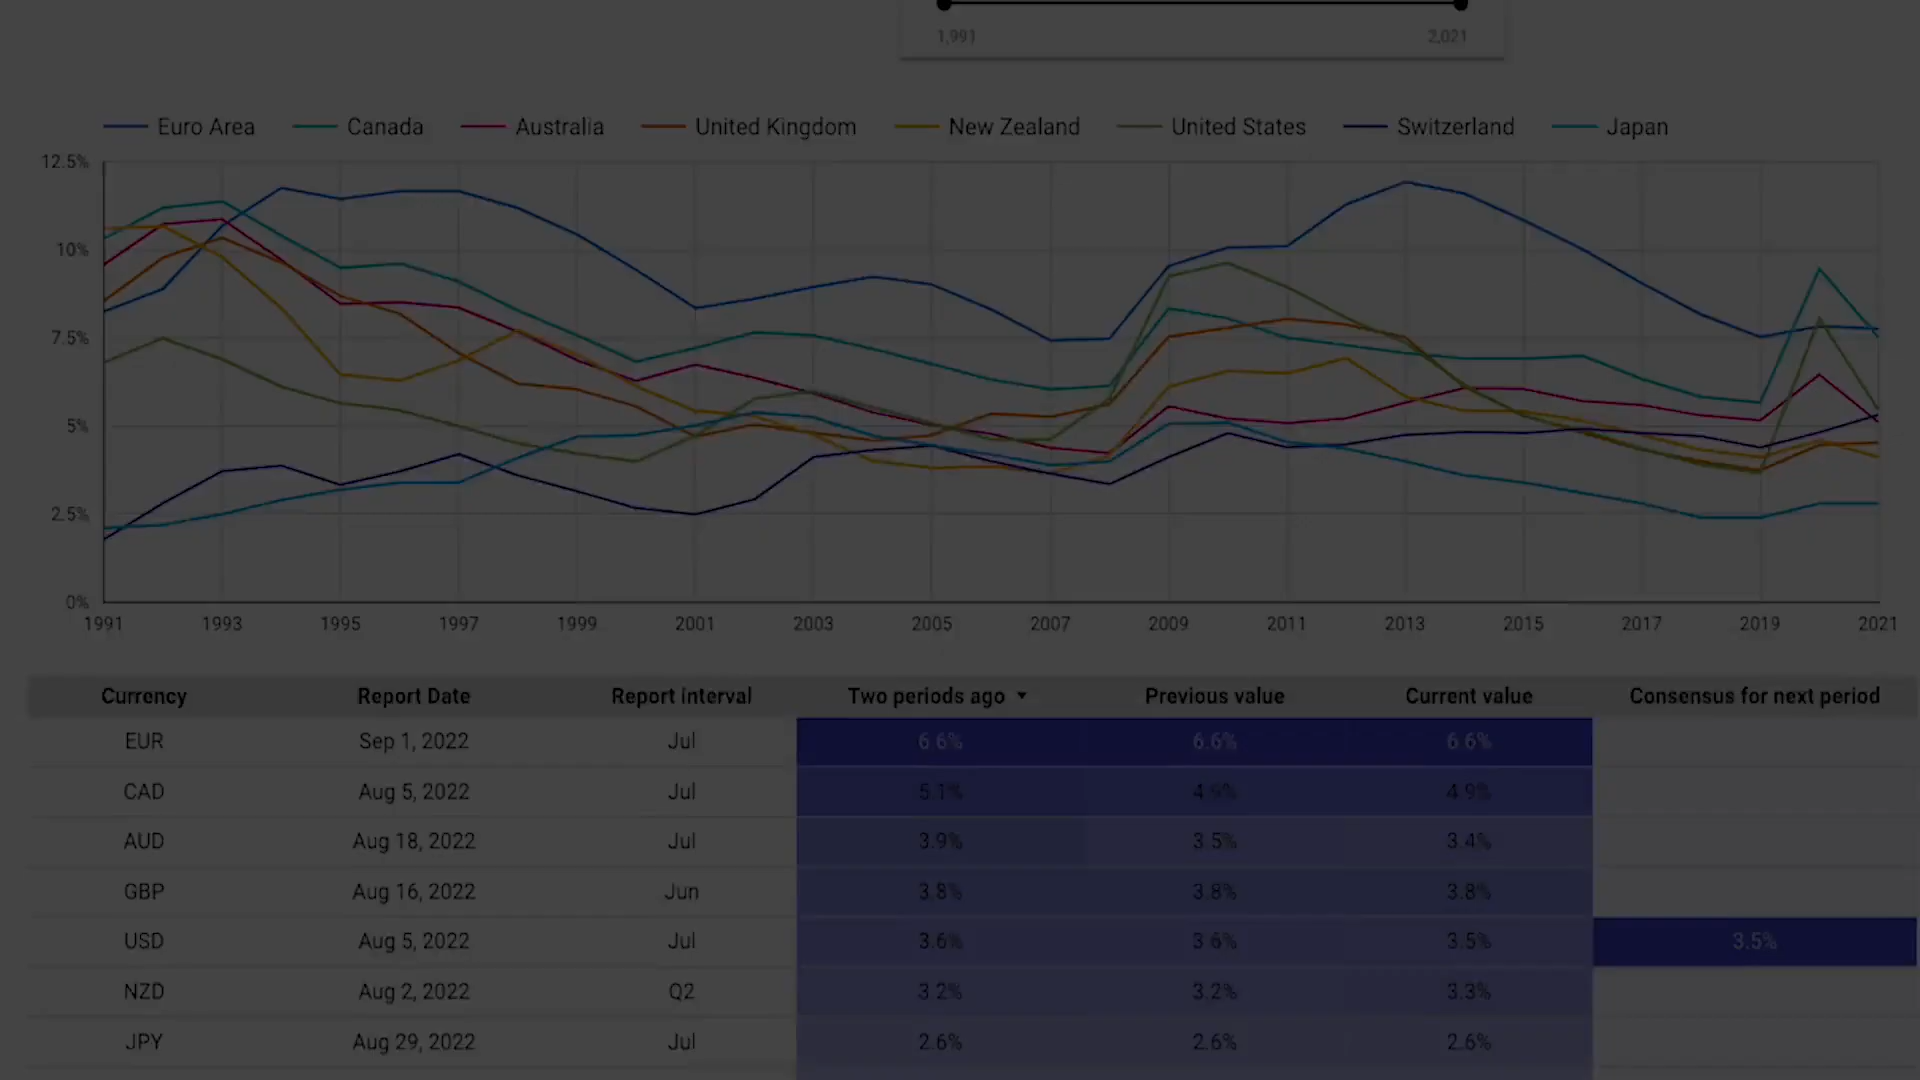 1,991 2,021
Euro Area Canada Australia United Kingdom New Zealand United States Switzerland Japan
12.5%
10%
7.5%
5%
2.5%
0%
1991 1993 1995 1997 1999 2001 2003 2005 2007 2009 2011 2013 2015 2017 2019 2021
Currency Report Date Report interval Two periods ago Previous value Current value Consensus for next period
EUR Sep 1, 2022 Jul 6.6% 6.6% 6.6%
CAD Aug 5, 2022 Jul 5.1% 4.9% 4.9%
AUD Aug 18, 2022 Jul 3.9% 3.5% 3.4%
GBP Aug 16, 2022 Jun 3.8% 3.8% 3.8%
USD Aug 5, 2022 Jul 3.6% 3.6% 3.5% 3.5%
NZD Aug 2, 2022 Q2 3.2% 3.2% 3.3%
JPY Aug 29, 2022 Jul 2.6% 2.6% 2.6%